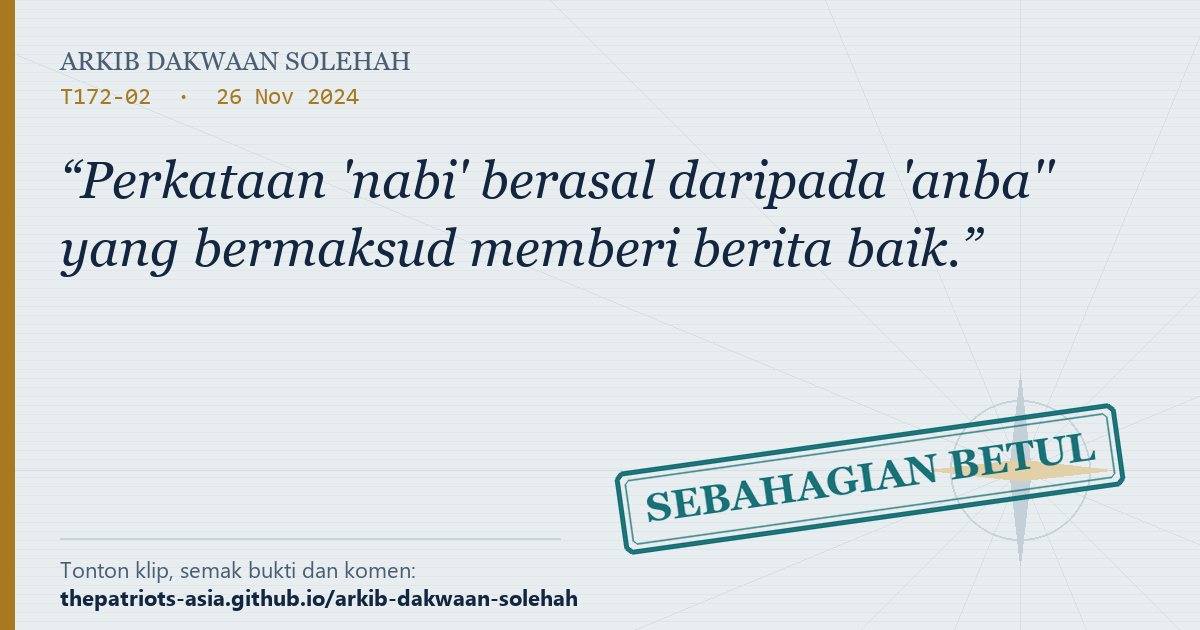 ARKIB DAKWAAN SOLEHAH
T172-02 · 26 Nov 2024
“Perkataan 'nabi' berasal daripada 'anba''
yang bermaksud memberi berita baik.”
SEBAHAGIAN BETUL
Tonton klip, semak bukti dan komen:
thepatriots-asia.github.io/arkib-dakwaan-solehah